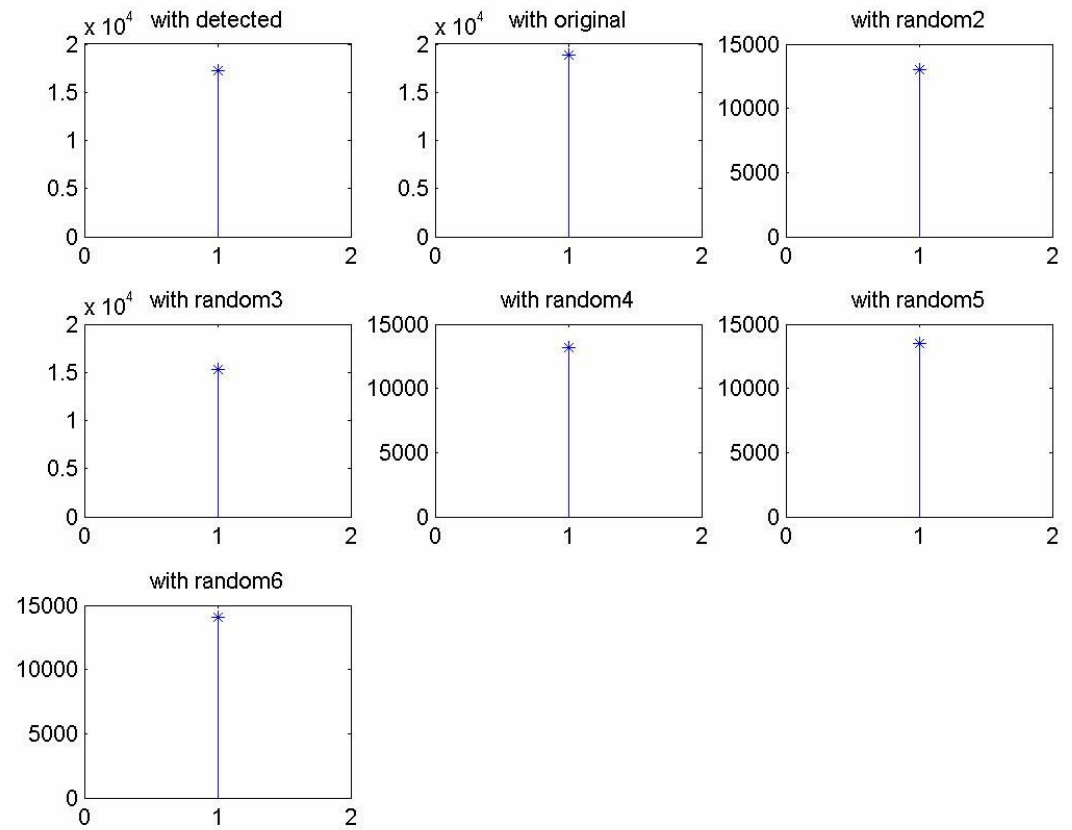 x 10^4 with detected
2
1.5
1
0.5
0
0 1 2
x 10^4 with original
2
1.5
1
0.5
0
0 1 2
with random2
15000
10000
5000
0
0 1 2
x 10^4 with random3
2
1.5
1
0.5
0
0 1 2
with random4
15000
10000
5000
0
0 1 2
with random5
15000
10000
5000
0
0 1 2
with random6
15000
10000
5000
0
0 1 2